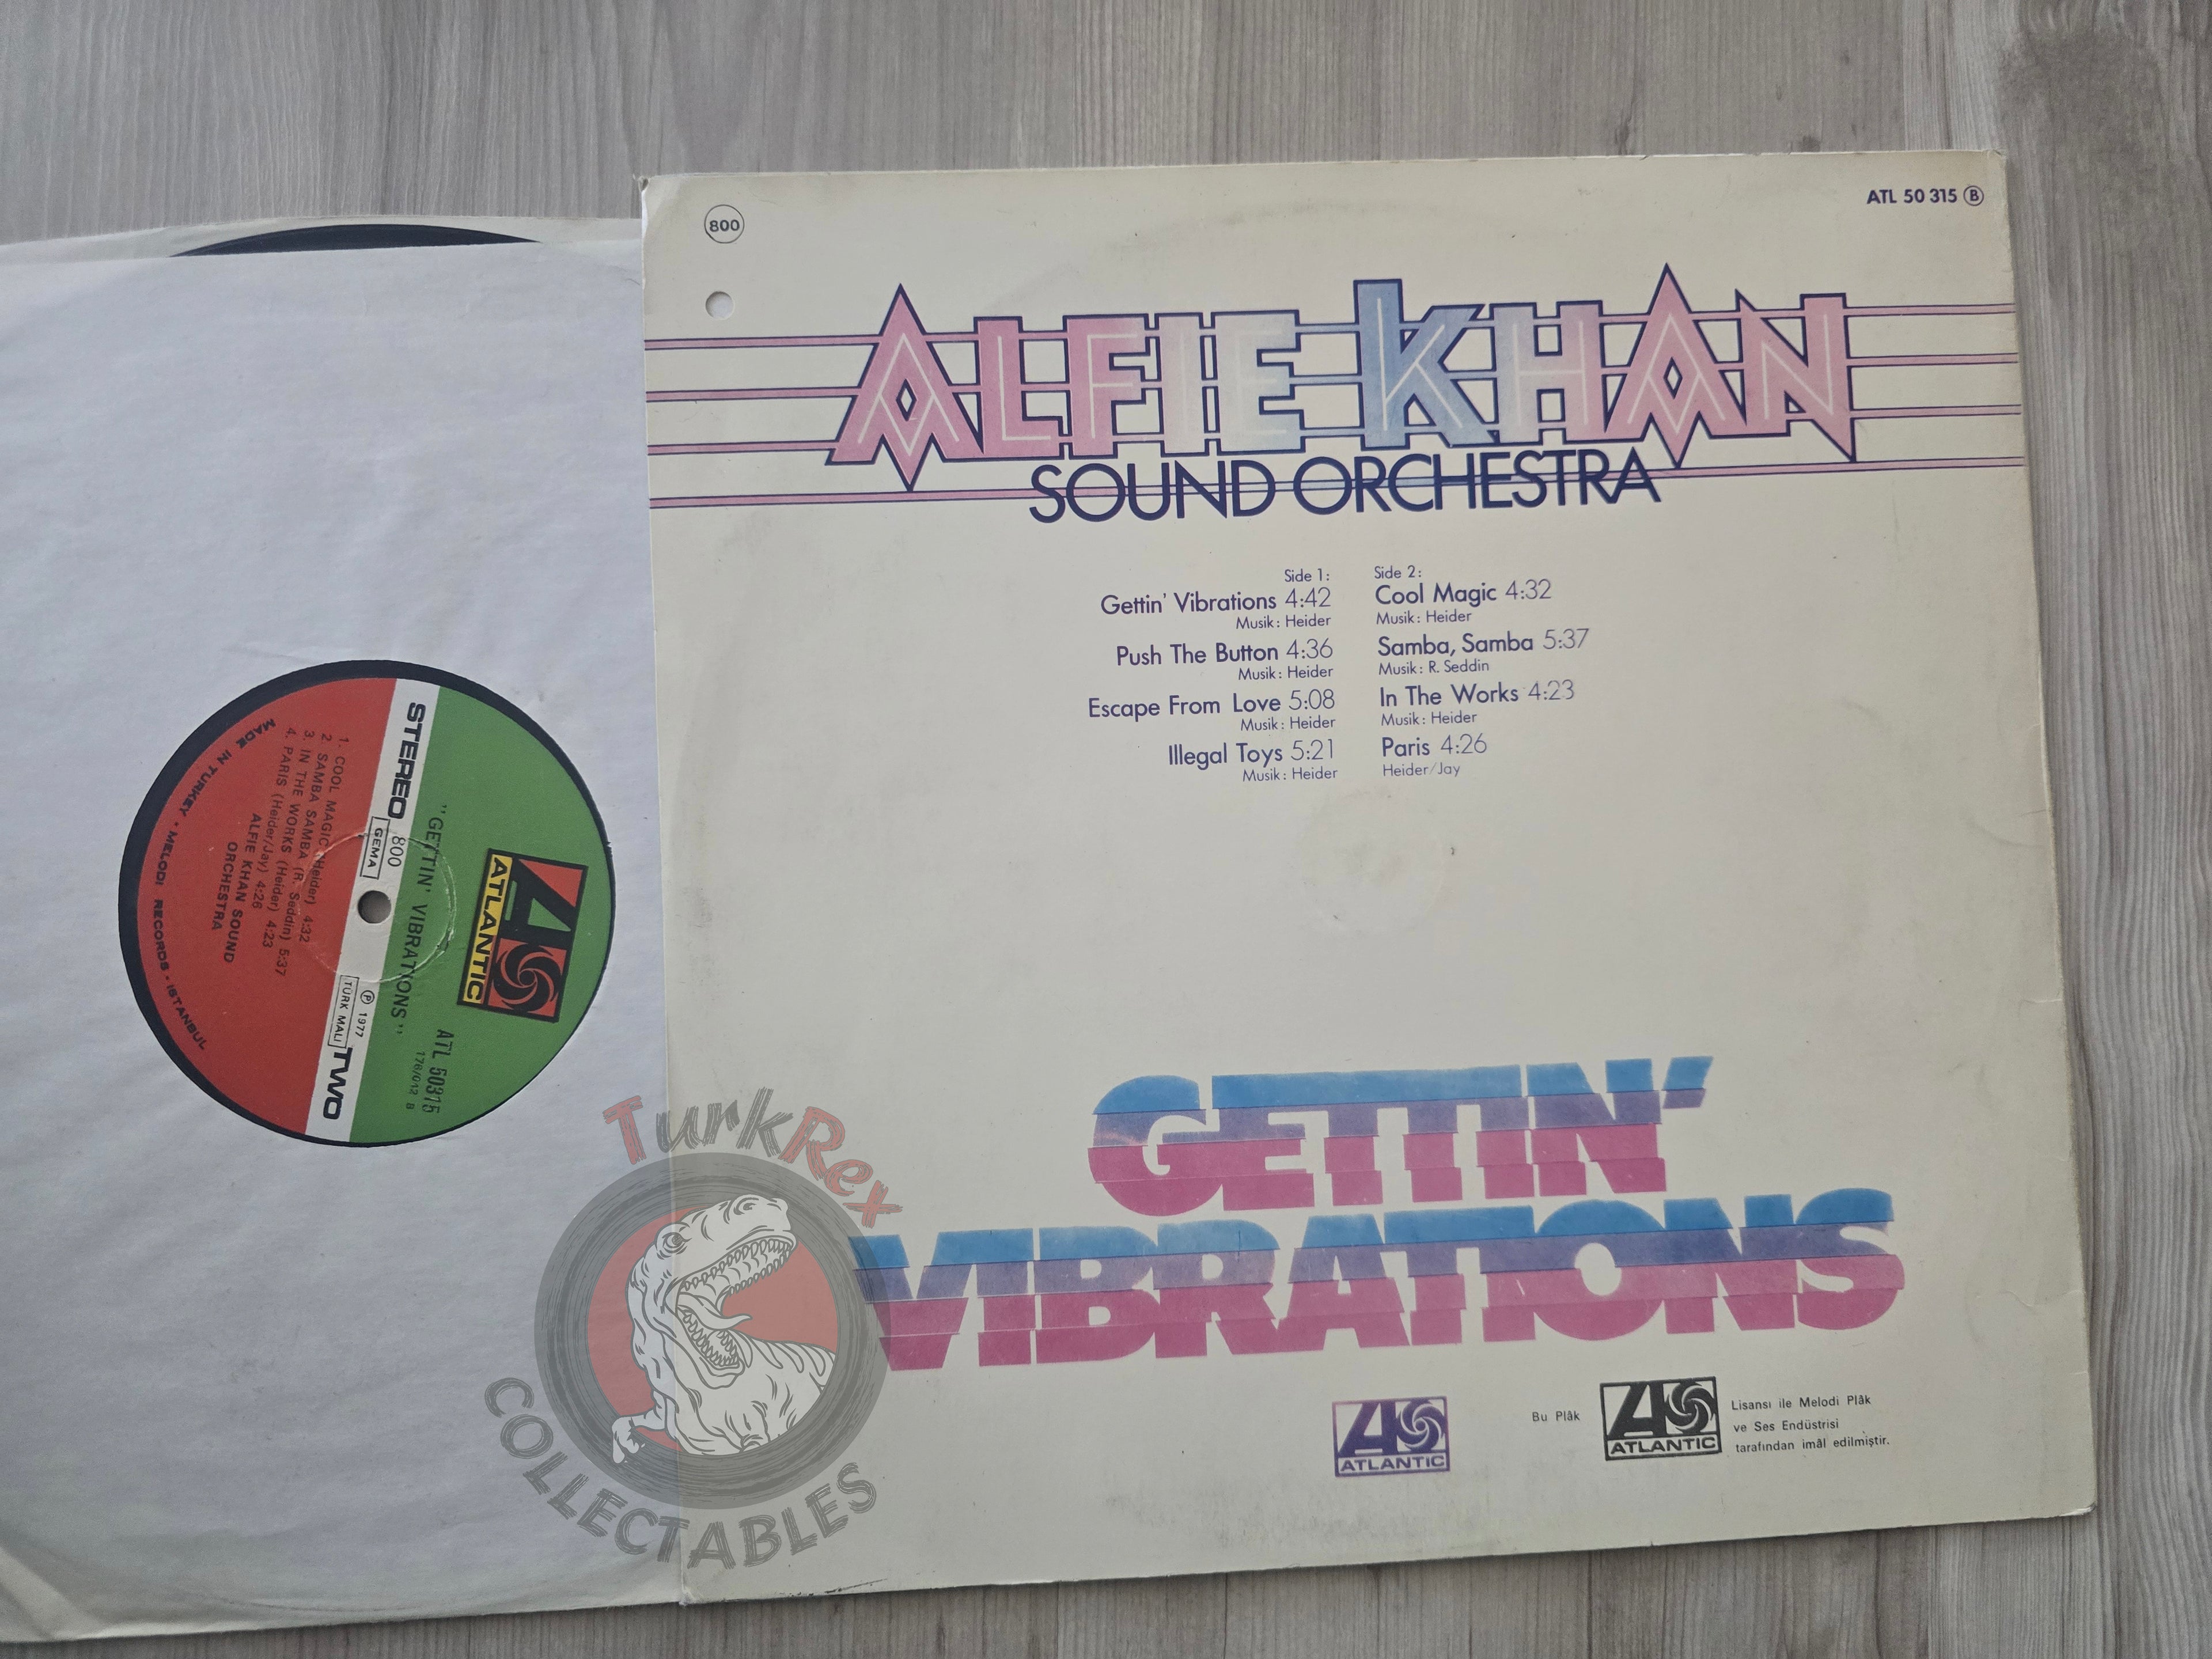 800
ATL 50 315 B
ALFIE KHAN
SOUND ORCHESTRA
Side 1:
Gettin' Vibrations 4:42
Musik: Heider
Push The Button 4:36
Musik: Heider
Escape From Love 5:08
Musik: Heider
Illegal Toys 5:21
Musik: Heider
Side 2:
Cool Magic 4:32
Musik: Heider
Samba, Samba 5:37
Musik: R. Seddin
In The Works 4:23
Musik: Heider
Paris 4:26
Heider/Jay
GETTIN'
VIBRATIONS
ATLANTIC
Bu Plâk
ATLANTIC
Lisansı ile Melodi Plâk
ve Ses Endüstrisi
tarafından imâl edilmiştir.
ATLANTIC
ATL 50315
178/012 B
"GETTIN' VIBRATIONS"
STEREO
800
GEMA
℗ 1977
TÜRK MALI
TWO
1. COOL MAGIC (Heider) 4:32
2. SAMBA SAMBA (R. Seddin) 5:37
3. IN THE WORKS (Heider) 4:23
4. PARIS (Heider/Jay) 4:26
ALFIE KHAN SOUND
ORCHESTRA
MADE IN TURKEY • MELODI RECORDS • ISTANBUL
TurkRex
COLLECTABLES